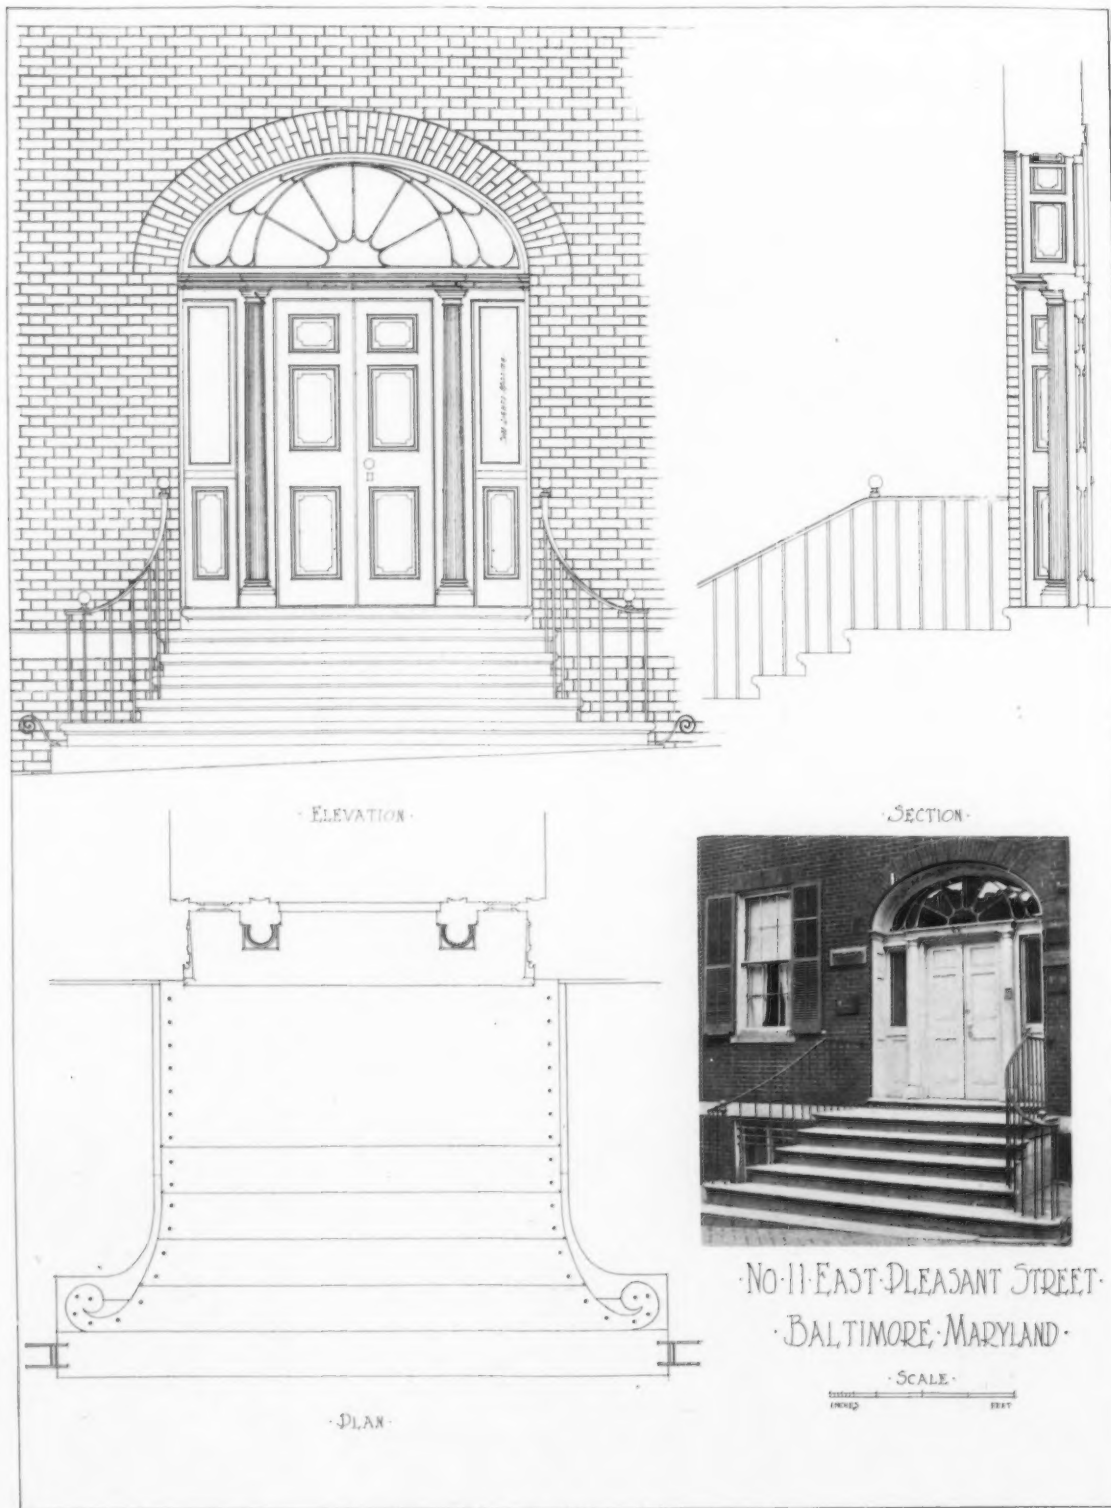 · ELEVATION ·
· SECTION ·
· NO · 11 · EAST · PLEASANT STREET ·
· BALTIMORE · MARYLAND ·
· SCALE ·
INCHES FEET
· PLAN ·